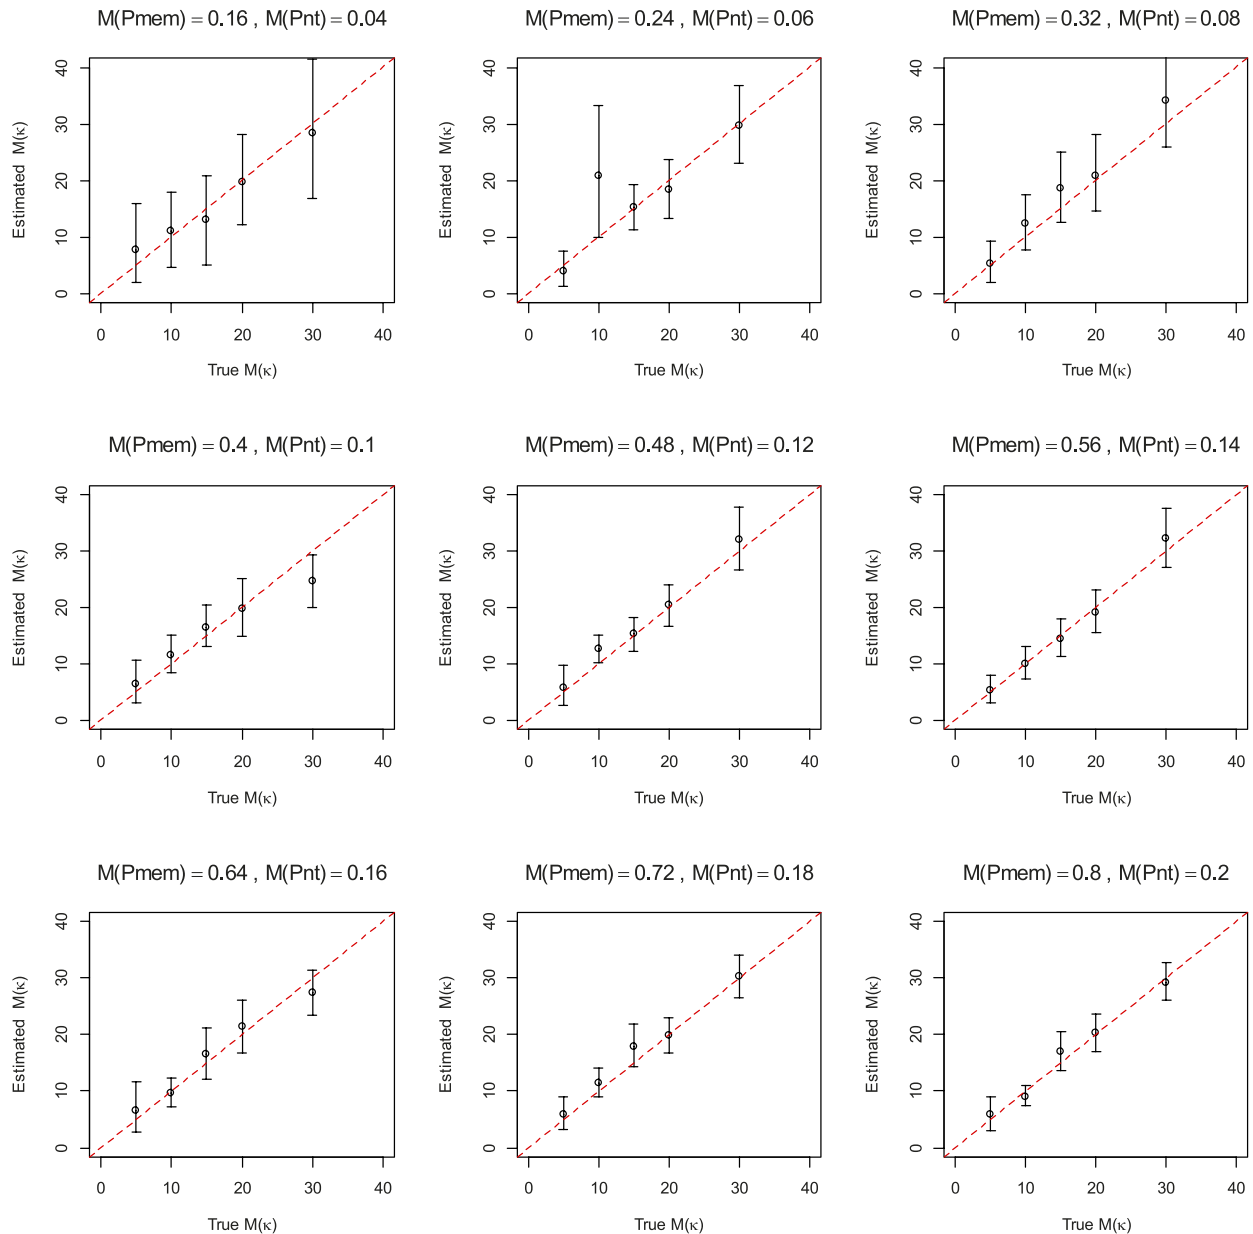 M(Pmem) = 0.16 , M(Pnt) = 0.04
Estimated M(κ)
40
30
20
10
0
0 10 20 30 40
True M(κ)
M(Pmem) = 0.24 , M(Pnt) = 0.06
Estimated M(κ)
40
30
20
10
0
0 10 20 30 40
True M(κ)
M(Pmem) = 0.32 , M(Pnt) = 0.08
Estimated M(κ)
40
30
20
10
0
0 10 20 30 40
True M(κ)
M(Pmem) = 0.4 , M(Pnt) = 0.1
Estimated M(κ)
40
30
20
10
0
0 10 20 30 40
True M(κ)
M(Pmem) = 0.48 , M(Pnt) = 0.12
Estimated M(κ)
40
30
20
10
0
0 10 20 30 40
True M(κ)
M(Pmem) = 0.56 , M(Pnt) = 0.14
Estimated M(κ)
40
30
20
10
0
0 10 20 30 40
True M(κ)
M(Pmem) = 0.64 , M(Pnt) = 0.16
Estimated M(κ)
40
30
20
10
0
0 10 20 30 40
True M(κ)
M(Pmem) = 0.72 , M(Pnt) = 0.18
Estimated M(κ)
40
30
20
10
0
0 10 20 30 40
True M(κ)
M(Pmem) = 0.8 , M(Pnt) = 0.2
Estimated M(κ)
40
30
20
10
0
0 10 20 30 40
True M(κ)